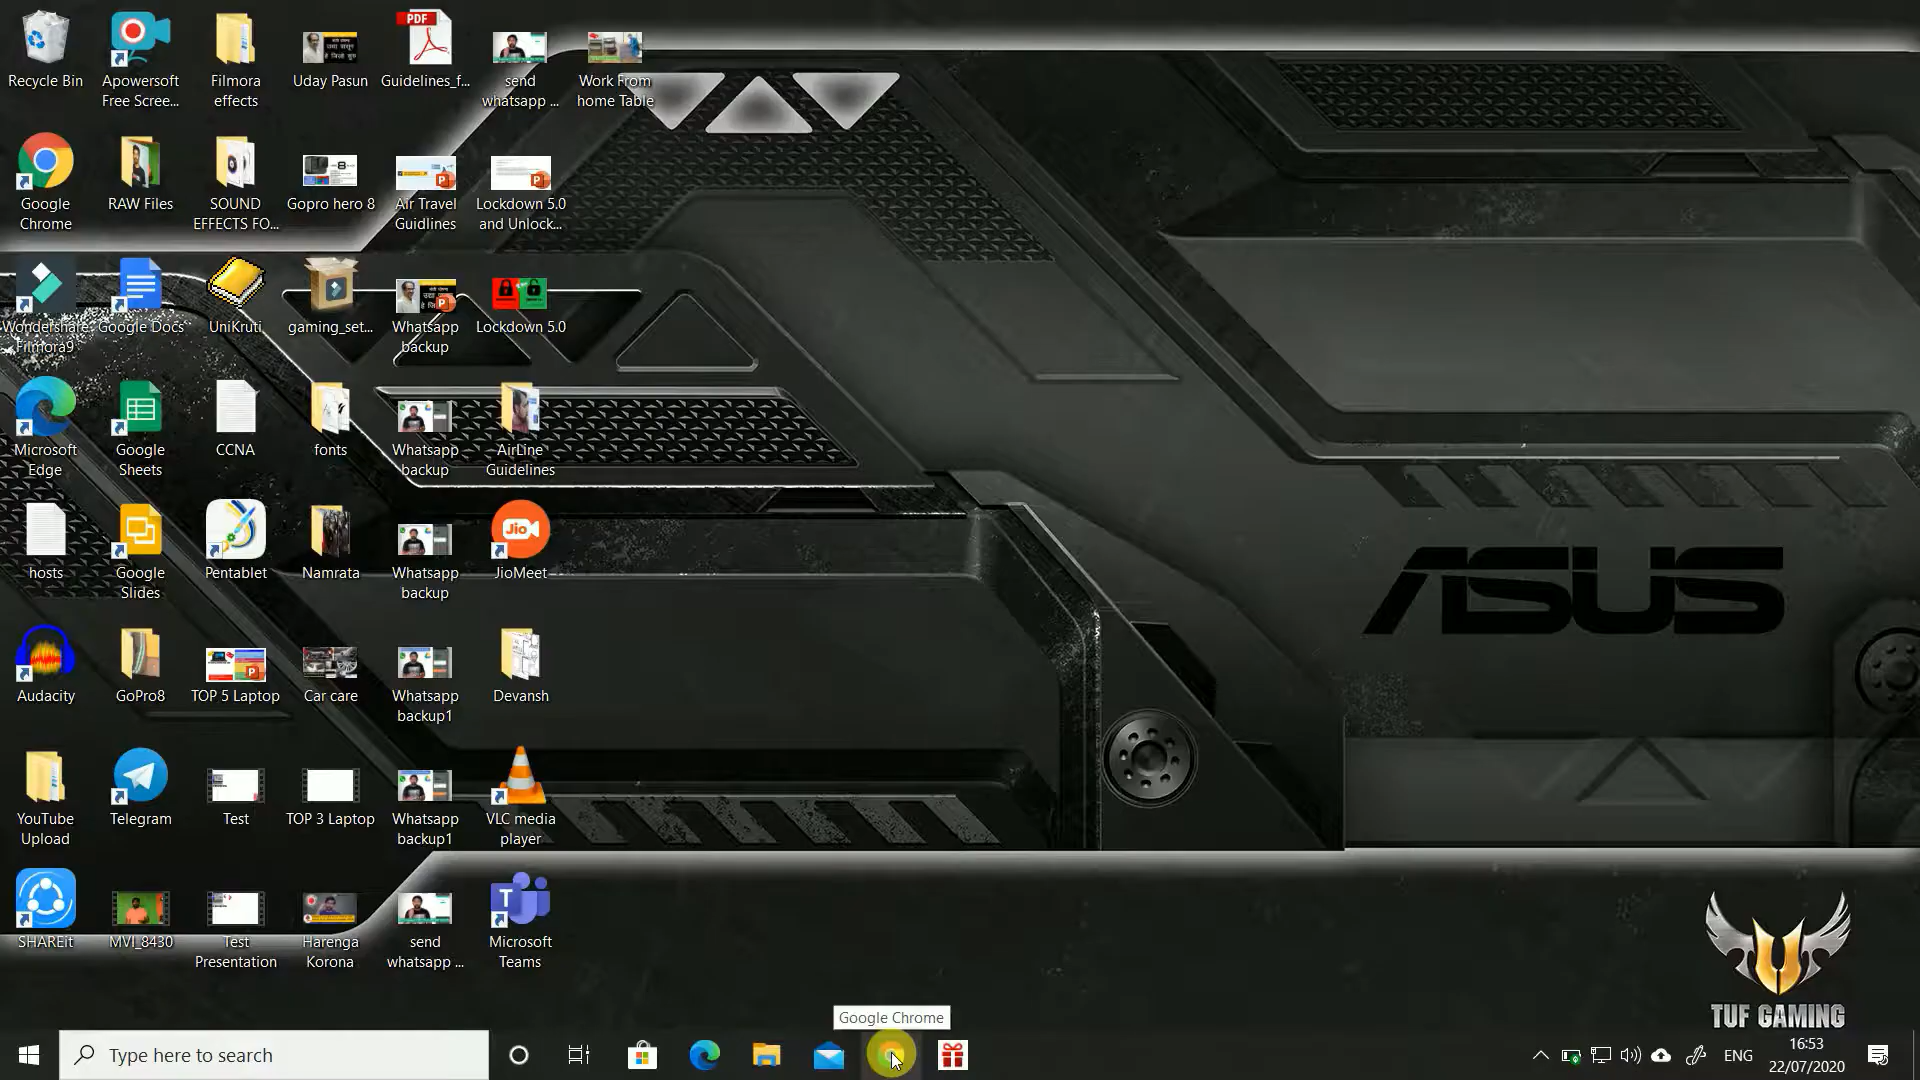 Recycle Bin
Apowersoft
Free Scree...
Filmora
effects
Uday Pasun
PDF
Guidelines_f...
send
whatsapp ...
Work From
home Table
Google
Chrome
RAW Files
SOUND
EFFECTS FO...
Gopro hero 8
Air Travel
Guidlines
Lockdown 5.0
and Unlock...
Wondershare
Filmora9
Google Docs
UniKruti
gaming_set...
Whatsapp
backup
Lockdown 5.0
Microsoft
Edge
Google
Sheets
CCNA
fonts
Whatsapp
backup
AirLine
Guidelines
hosts
Google
Slides
Pentablet
Namrata
Whatsapp
backup
Jio
JioMeet
ASUS
Audacity
GoPro8
TOP 5 Laptop
Car care
Whatsapp
backup1
Devansh
YouTube
Upload
Telegram
Test
TOP 3 Laptop
Whatsapp
backup1
VLC media
player
SHAREit
MVI_8430
Test
Presentation
Harenga
Korona
send
whatsapp ...
Microsoft
Teams
TUF GAMING
Google Chrome
Type here to search
ENG
16:53
22/07/2020